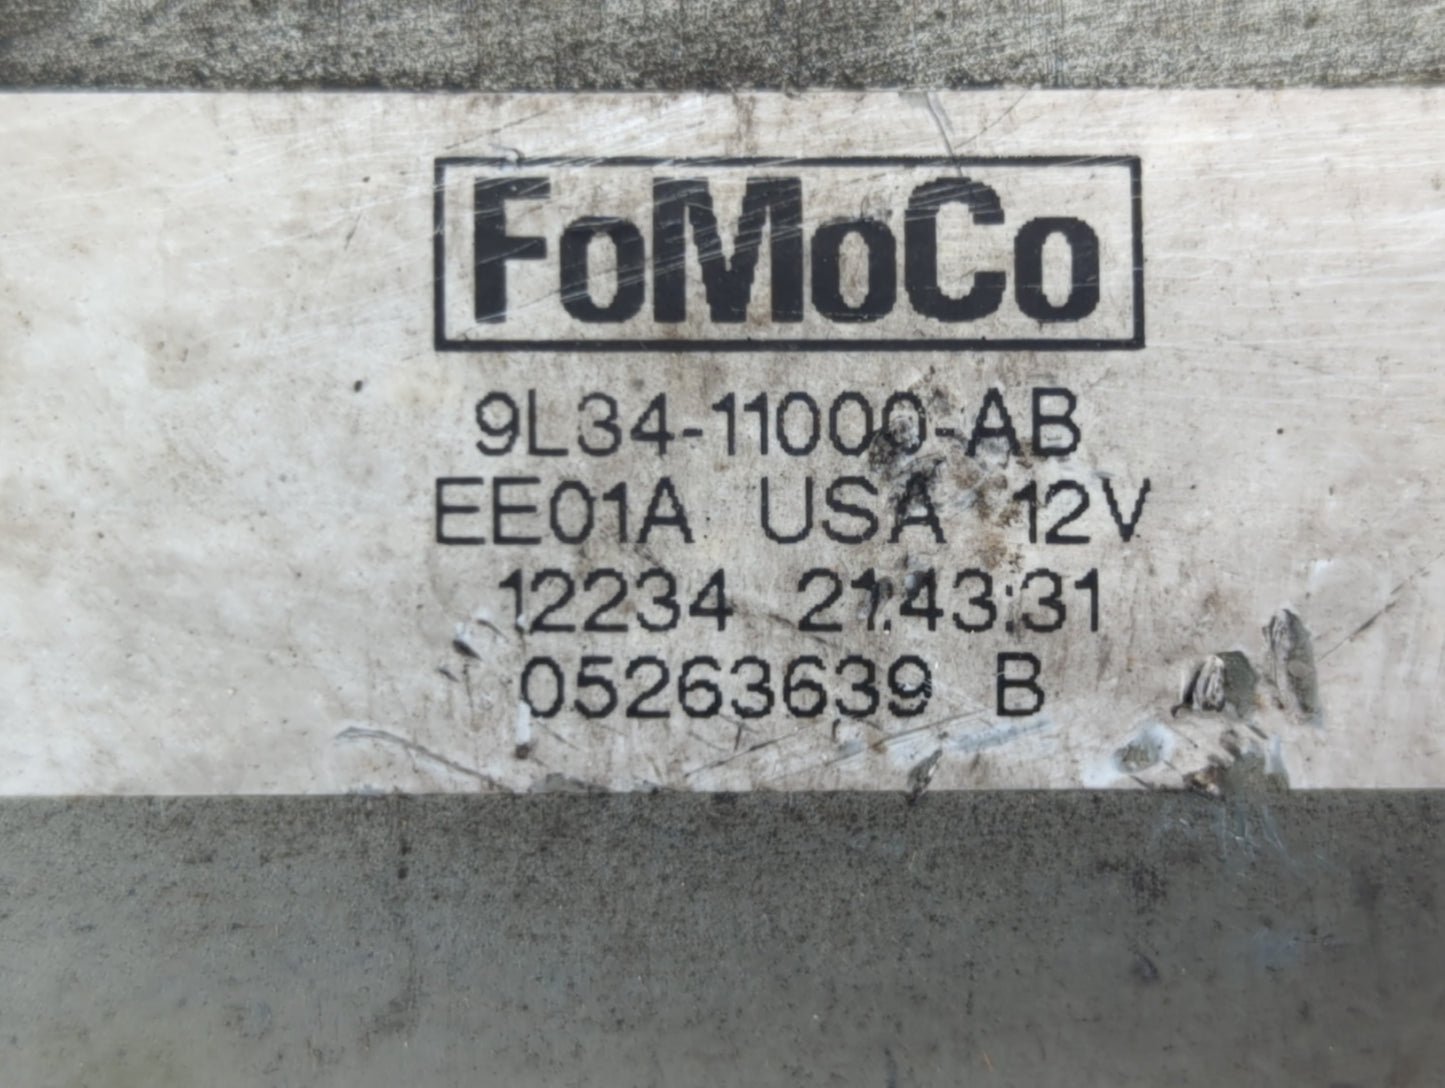 FoMoCo
9L34-11000-AB
EE01A USA 12V
12234 21:43:31
05263639 B